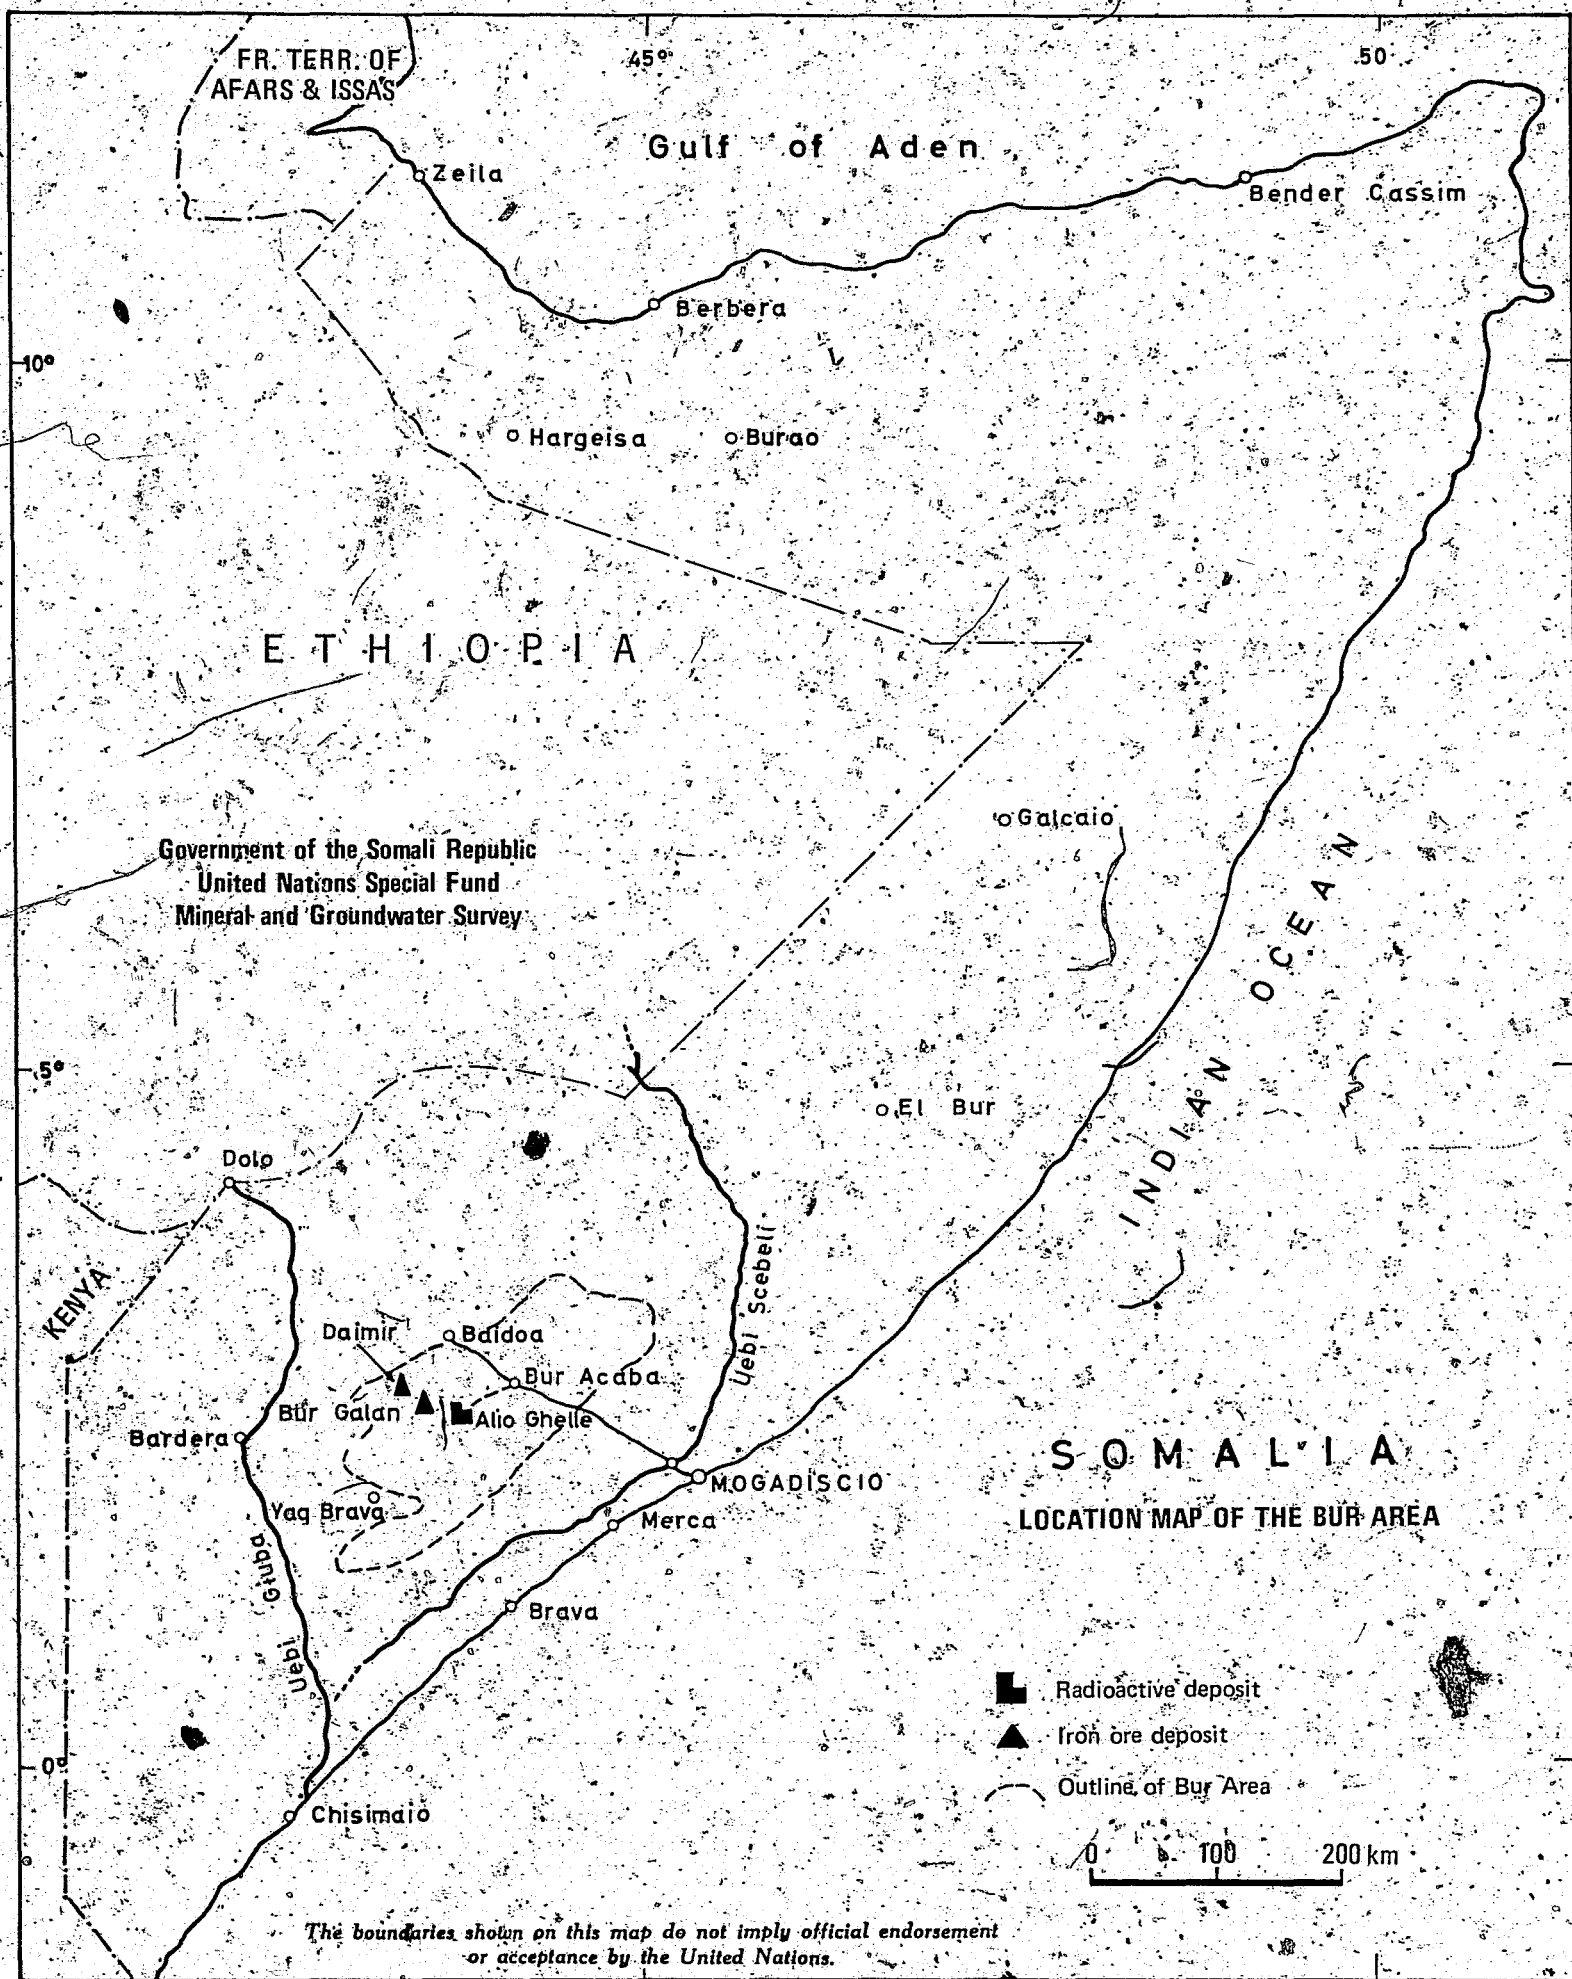 FR. TERR. OF
AFARS & ISSAS
45°
50
Gulf of Aden
Zeila
Bender Cassim
Berbera
10°
Hargeisa
Burao
ETHIOPIA
Galcaio
Government of the Somali Republic
United Nations Special Fund
Mineral and Groundwater Survey
INDIAN OCEAN
5°
El Bur
Dolo
Uebi Scebeli
KENYA
Daimir
Baidoa
Bur Acaba
Bur Galan
Alio Ghelle
Bardera
SOMALIA
MOGADISCIO
Yaq Brava
Merca
LOCATION MAP OF THE BUR AREA
Uebi Giuba
Brava
Radioactive deposit
Iron ore deposit
0°
Outline of Bur Area
Chisimaio
0 100 200 km
The boundaries shown on this map do not imply official endorsement
or acceptance by the United Nations.